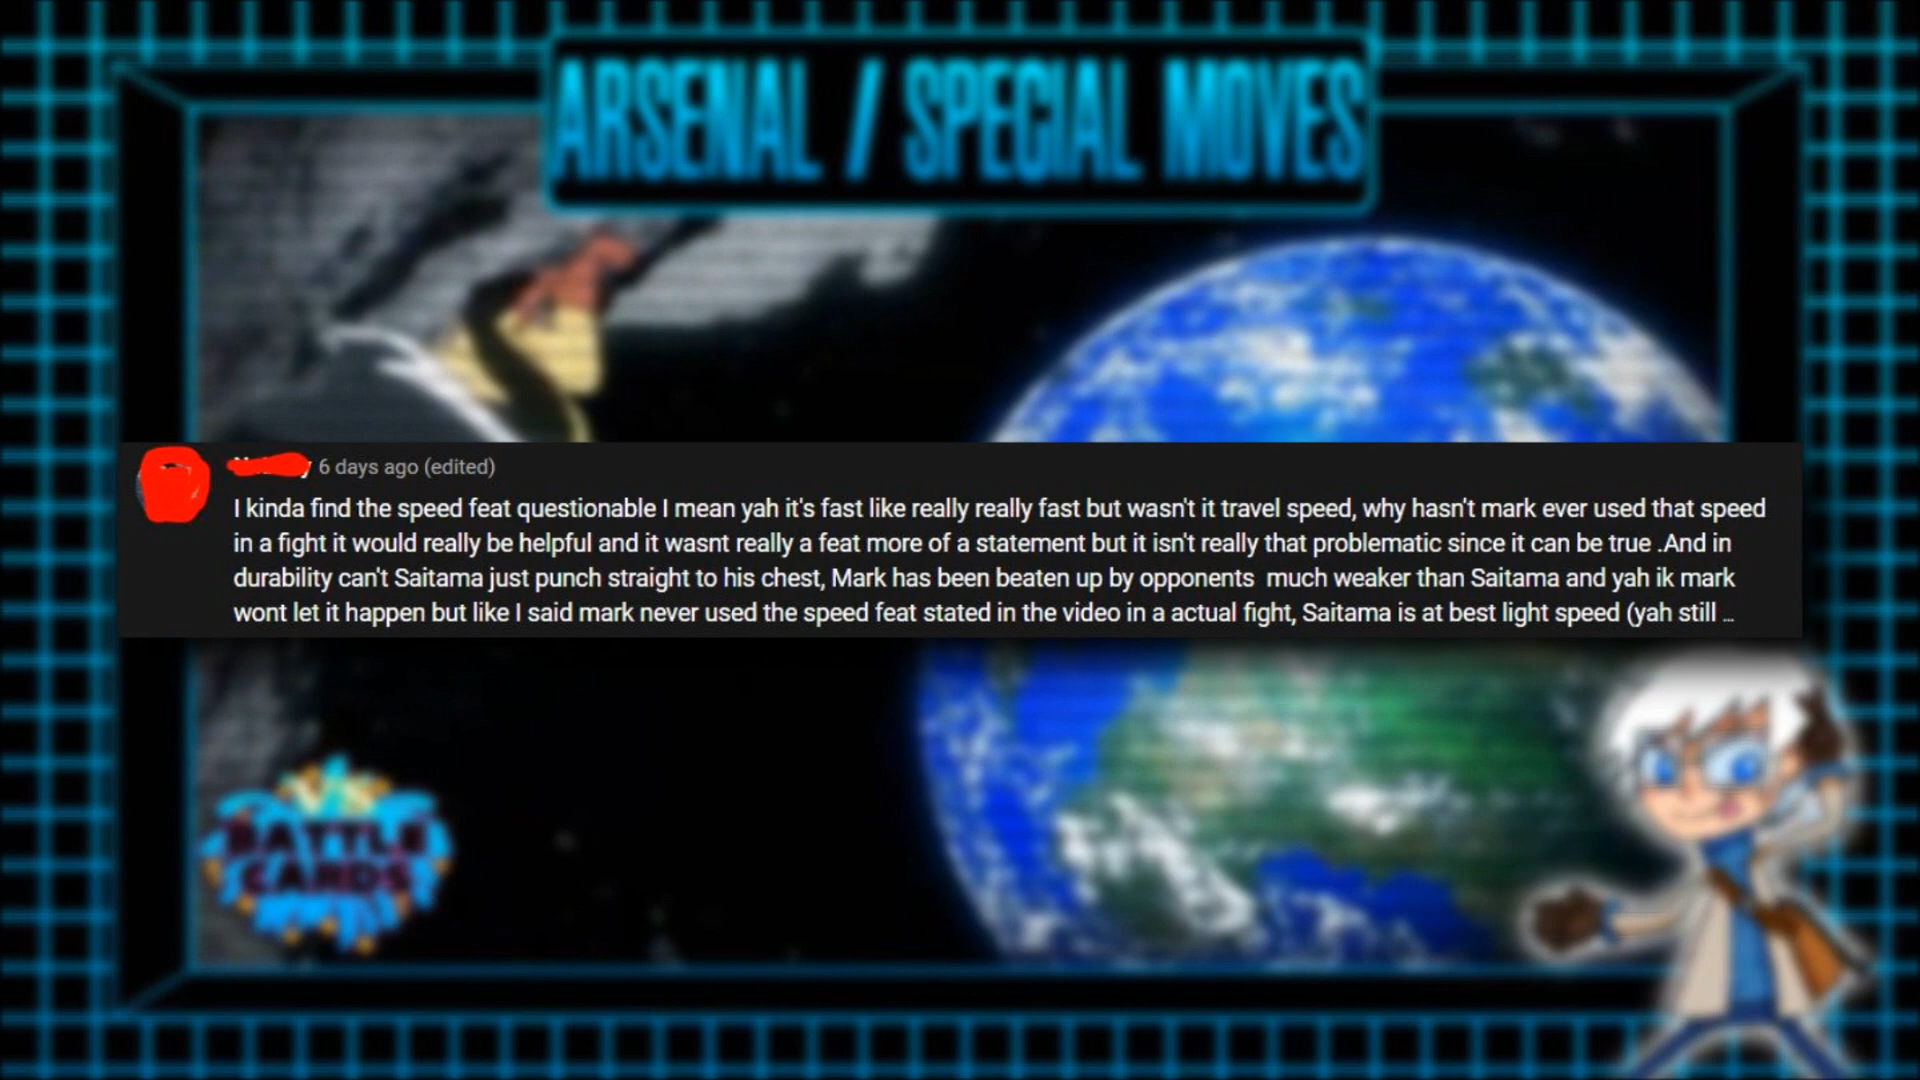 ARSENAL / SPECIAL MOVES
6 days ago (edited)
I kinda find the speed feat questionable I mean yah it's fast like really really fast but wasn't it travel speed, why hasn't mark ever used that speed
in a fight it would really be helpful and it wasnt really a feat more of a statement but it isn't really that problematic since it can be true .And in
durability can't Saitama just punch straight to his chest, Mark has been beaten up by opponents  much weaker than Saitama and yah ik mark
wont let it happen but like I said mark never used the speed feat stated in the video in a actual fight, Saitama is at best light speed (yah still ...
VS
BATTLE
CARDS